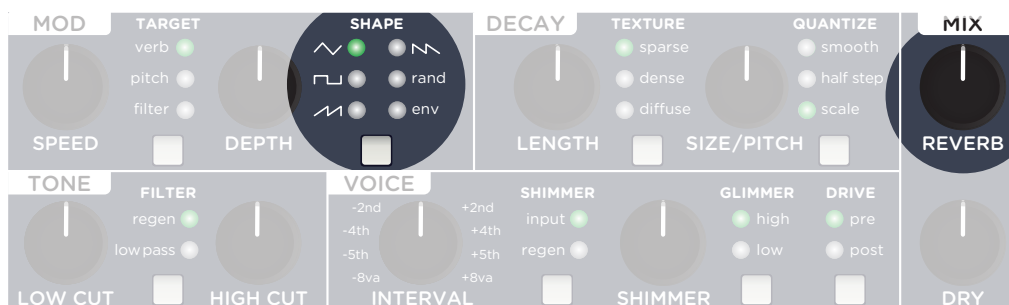 MOD TARGET SHAPE DECAY TEXTURE QUANTIZE MIX
verb sparse smooth
pitch rand dense half step
filter env diffuse scale
SPEED DEPTH LENGTH SIZE/PITCH REVERB
TONE FILTER VOICE SHIMMER GLIMMER DRIVE
-2nd +2nd
regen -4th +4th input high pre
lowpass -5th +5th regen low post
-8va +8va
LOW CUT HIGH CUT INTERVAL SHIMMER DRY